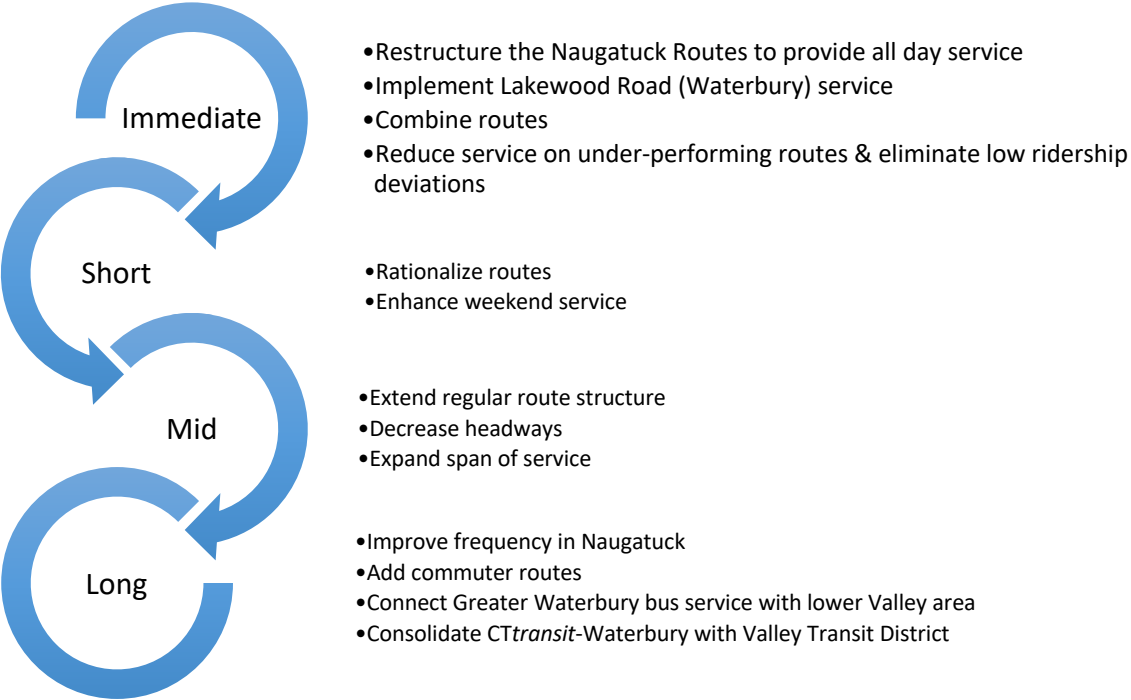 Immediate
•Restructure the Naugatuck Routes to provide all day service
•Implement Lakewood Road (Waterbury) service
•Combine routes
•Reduce service on under-performing routes & eliminate low ridership
deviations
Short
•Rationalize routes
•Enhance weekend service
Mid
•Extend regular route structure
•Decrease headways
•Expand span of service
Long
•Improve frequency in Naugatuck
•Add commuter routes
•Connect Greater Waterbury bus service with lower Valley area
•Consolidate CTtransit-Waterbury with Valley Transit District